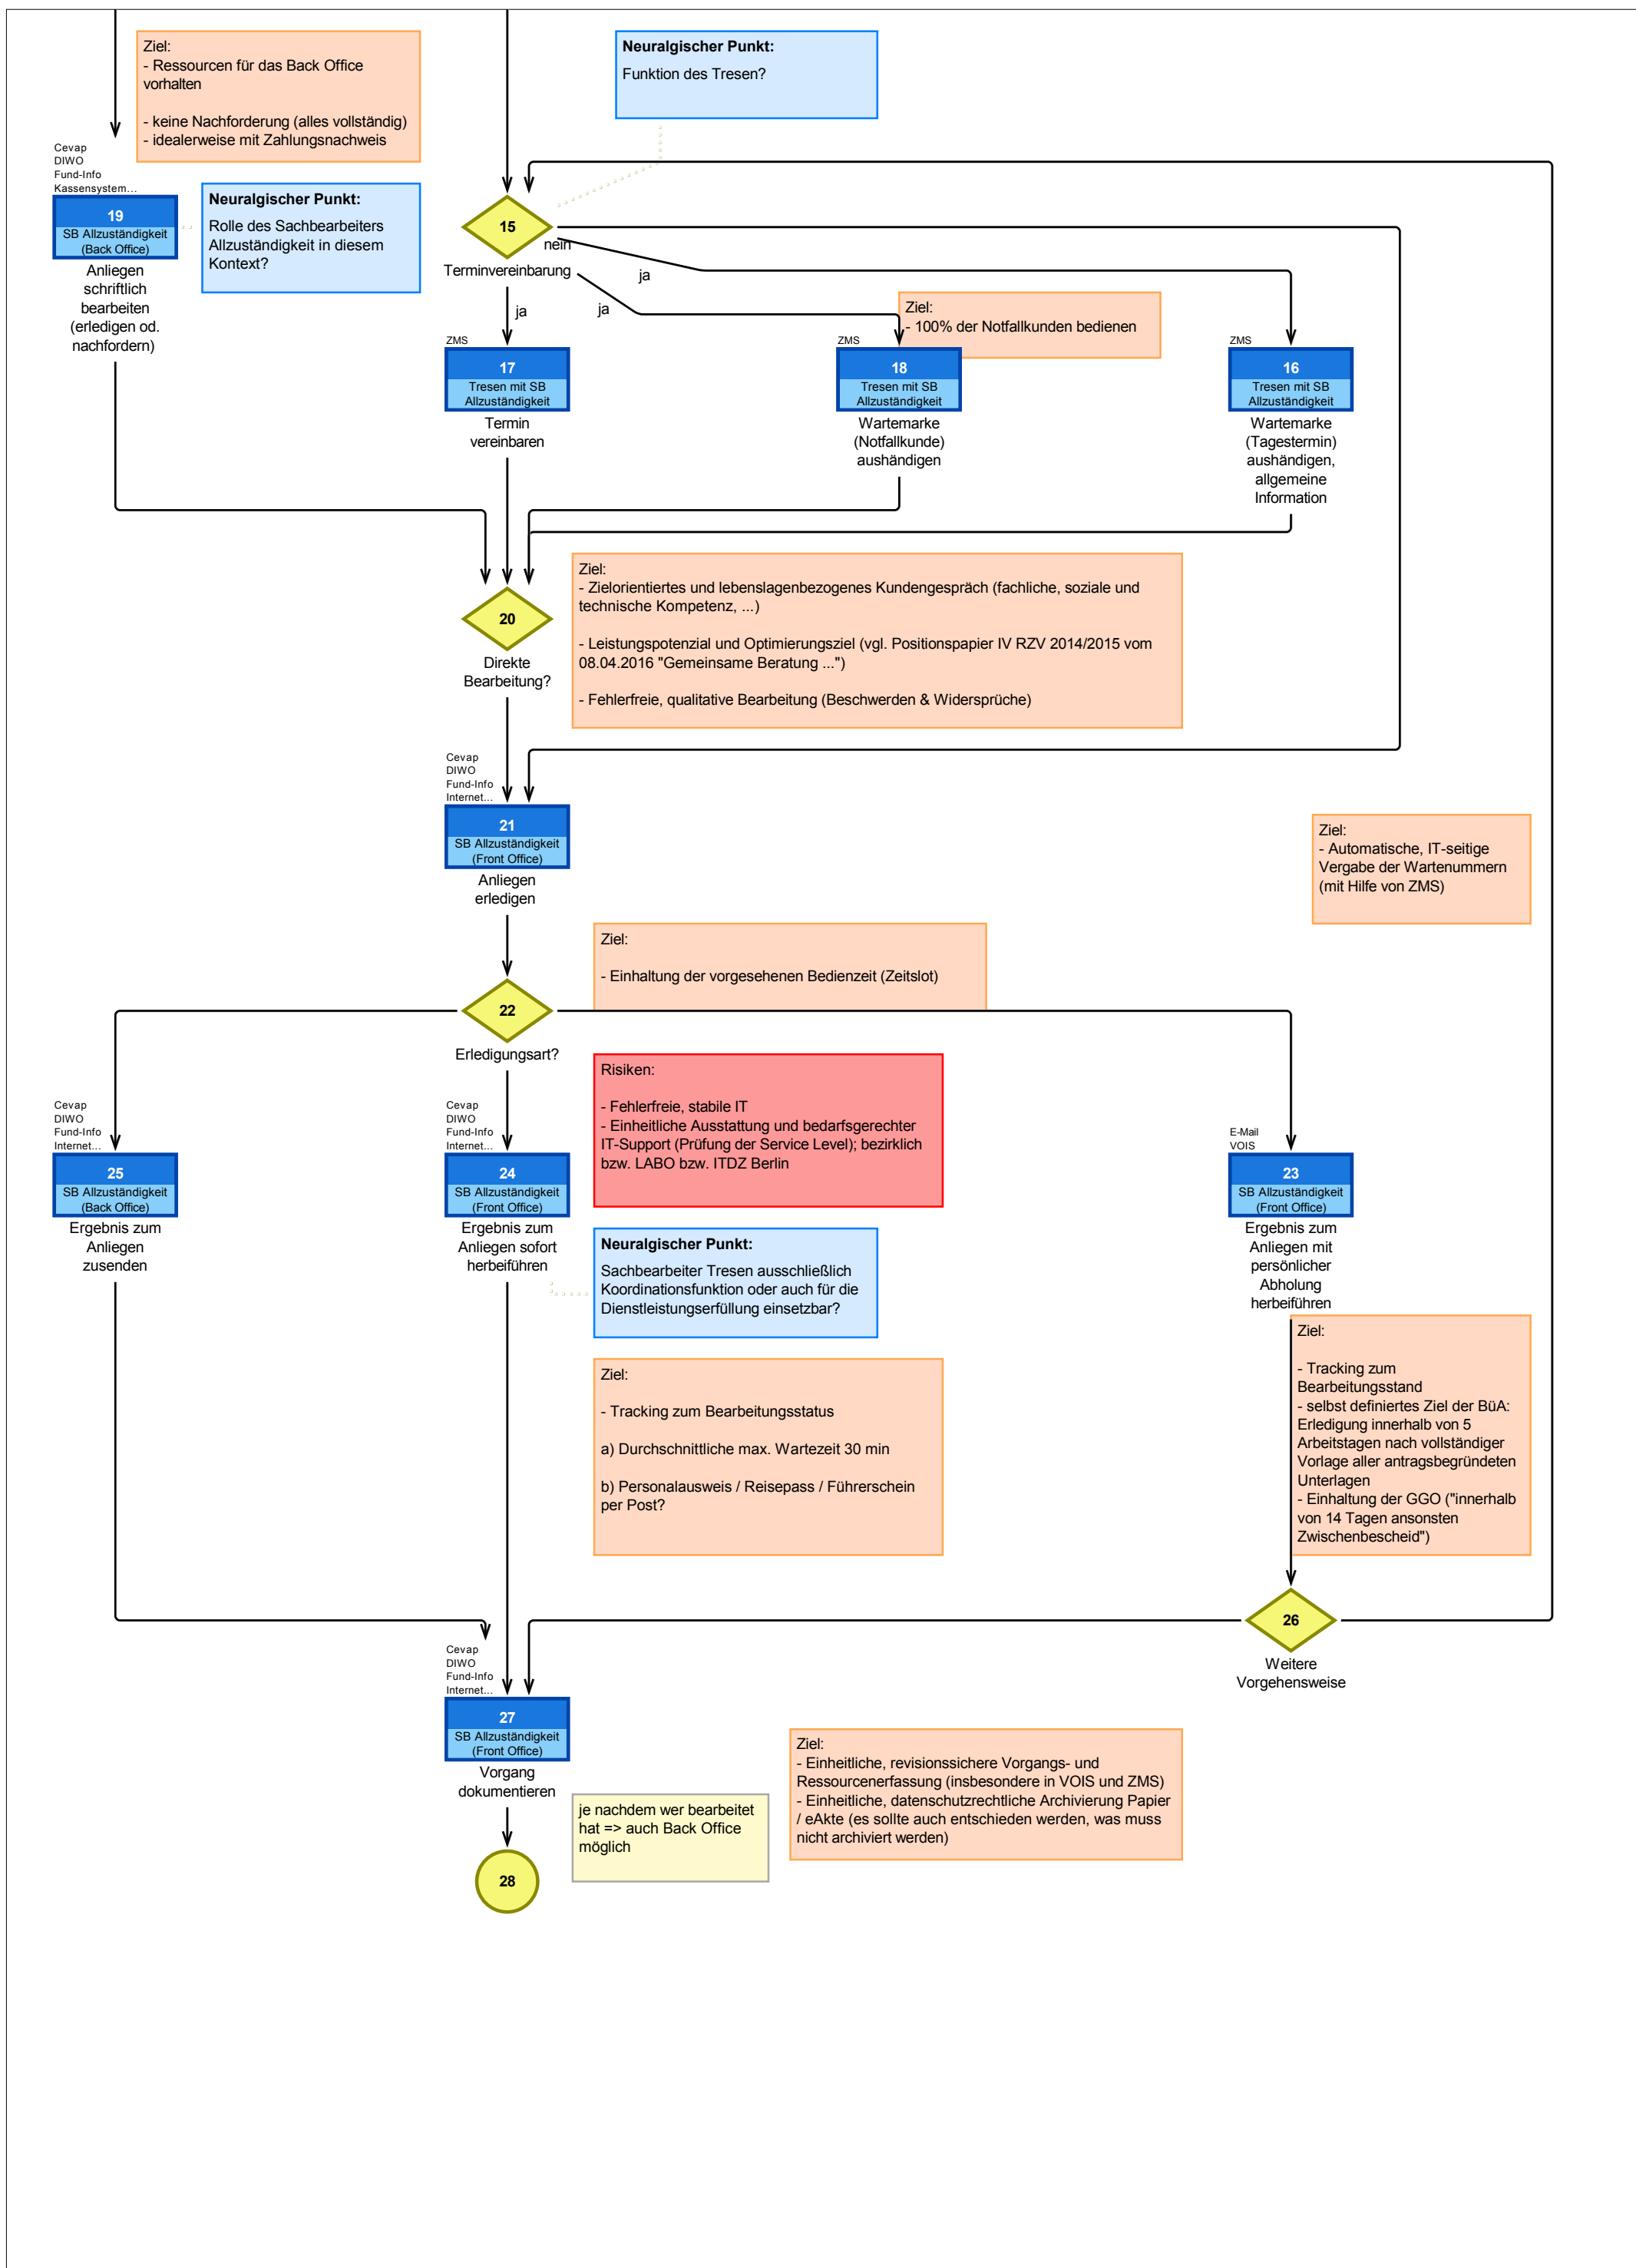 Ziel:
- Ressourcen für das Back Office
vorhalten
- keine Nachforderung (alles vollständig)
- idealerweise mit Zahlungsnachweis
Neuralgischer Punkt:
Funktion des Tresen?
Cevap
DIWO
Fund-Info
Kassensystem...
19
SB Allzuständigkeit
(Back Office)
Anliegen
schriftlich
bearbeiten
(erledigen od.
nachfordern)
Neuralgischer Punkt:
Rolle des Sachbearbeiters
Allzuständigkeit in diesem
Kontext?
15
nein
Terminvereinbarung
ja
ja
ja
Ziel:
- 100% der Notfallkunden bedienen
ZMS
17
Tresen mit SB
Allzuständigkeit
Termin
vereinbaren
ZMS
18
Tresen mit SB
Allzuständigkeit
Wartemarke
(Notfallkunde)
aushändigen
ZMS
16
Tresen mit SB
Allzuständigkeit
Wartemarke
(Tagestermin)
aushändigen,
allgemeine
Information
20
Direkte
Bearbeitung?
Ziel:
- Zielorientiertes und lebenslagenbezogenes Kundengespräch (fachliche, soziale und
technische Kompetenz, ...)
- Leistungspotenzial und Optimierungsziel (vgl. Positionspapier IV RZV 2014/2015 vom
08.04.2016 "Gemeinsame Beratung ...")
- Fehlerfreie, qualitative Bearbeitung (Beschwerden & Widersprüche)
Cevap
DIWO
Fund-Info
Internet...
21
SB Allzuständigkeit
(Front Office)
Anliegen
erledigen
Ziel:
- Automatische, IT-seitige
Vergabe der Wartenummern
(mit Hilfe von ZMS)
Ziel:
- Einhaltung der vorgesehenen Bedienzeit (Zeitslot)
22
Erledigungsart?
Risiken:
- Fehlerfreie, stabile IT
- Einheitliche Ausstattung und bedarfsgerechter
IT-Support (Prüfung der Service Level); bezirklich
bzw. LABO bzw. ITDZ Berlin
Cevap
DIWO
Fund-Info
Internet...
25
SB Allzuständigkeit
(Back Office)
Ergebnis zum
Anliegen
zusenden
Cevap
DIWO
Fund-Info
Internet...
24
SB Allzuständigkeit
(Front Office)
Ergebnis zum
Anliegen sofort
herbeiführen
E-Mail
VOIS
23
SB Allzuständigkeit
(Front Office)
Ergebnis zum
Anliegen mit
persönlicher
Abholung
herbeiführen
Neuralgischer Punkt:
Sachbearbeiter Tresen ausschließlich
Koordinationsfunktion oder auch für die
Dienstleistungserfüllung einsetzbar?
Ziel:
- Tracking zum Bearbeitungsstatus
a) Durchschnittliche max. Wartezeit 30 min
b) Personalausweis / Reisepass / Führerschein
per Post?
Ziel:
- Tracking zum
Bearbeitungsstand
- selbst definiertes Ziel der BüA:
Erledigung innerhalb von 5
Arbeitstagen nach vollständiger
Vorlage aller antragsbegründeten
Unterlagen
- Einhaltung der GGO ("innerhalb
von 14 Tagen ansonsten
Zwischenbescheid")
26
Weitere
Vorgehensweise
Cevap
DIWO
Fund-Info
Internet...
27
SB Allzuständigkeit
(Front Office)
Vorgang
dokumentieren
je nachdem wer bearbeitet
hat => auch Back Office
möglich
Ziel:
- Einheitliche, revisionssichere Vorgangs- und
Ressourcenerfassung (insbesondere in VOIS und ZMS)
- Einheitliche, datenschutzrechtliche Archivierung Papier
/ eAkte (es sollte auch entschieden werden, was muss
nicht archiviert werden)
28